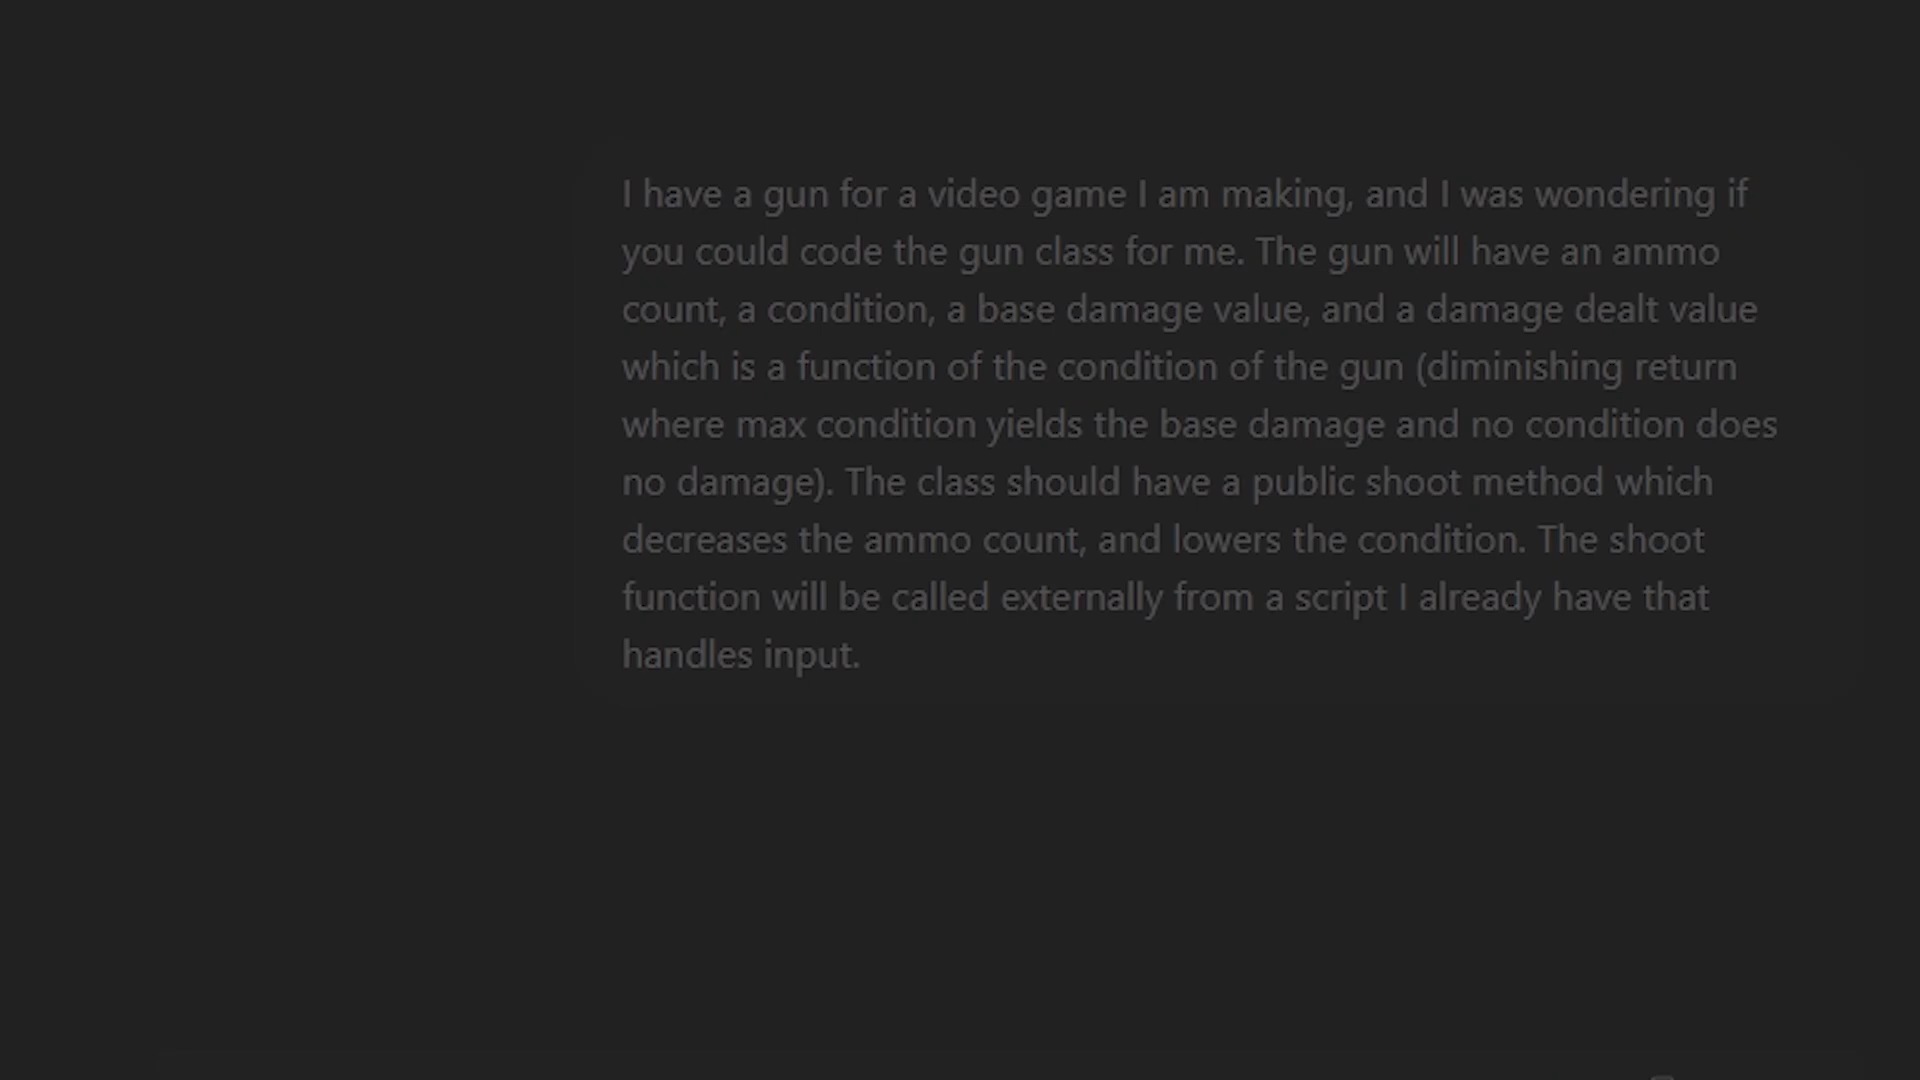 I have a gun for a video game I am making, and I was wondering if
you could code the gun class for me. The gun will have an ammo
count, a condition, a base damage value, and a damage dealt value
which is a function of the condition of the gun (diminishing return
where max condition yields the base damage and no condition does
no damage). The class should have a public shoot method which
decreases the ammo count, and lowers the condition. The shoot
function will be called externally from a script I already have that
handles input.